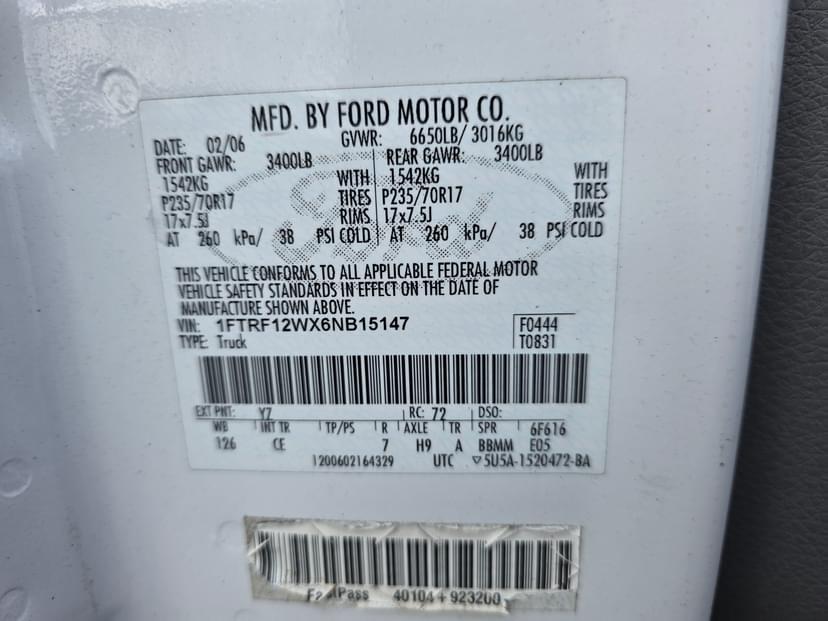 MFD. BY FORD MOTOR CO.
DATE: 02/06 GVWR: 6650LB/ 3016KG
FRONT GAWR: 3400LB REAR GAWR: 3400LB
1542KG WITH 1542KG WITH
P235/70R17 TIRES P235/70R17 TIRES
17x7.5J RIMS 17x7.5J RIMS
AT 260 kPa/ 38 PSI COLD AT 260 kPa/ 38 PSI COLD
THIS VEHICLE CONFORMS TO ALL APPLICABLE FEDERAL MOTOR
VEHICLE SAFETY STANDARDS IN EFFECT ON THE DATE OF
MANUFACTURE SHOWN ABOVE.
VIN: 1FTRF12WX6NB15147 F0444
TYPE: Truck T0831
EXT PNT: YZ RC: 72 DSO:
WB INT TR TP/PS R AXLE TR SPR 6F616
126 CE 7 H9 A BBMM E05
1200602164329 UTC ▽5U5A-1520472-BA
FastPass 40104+923200